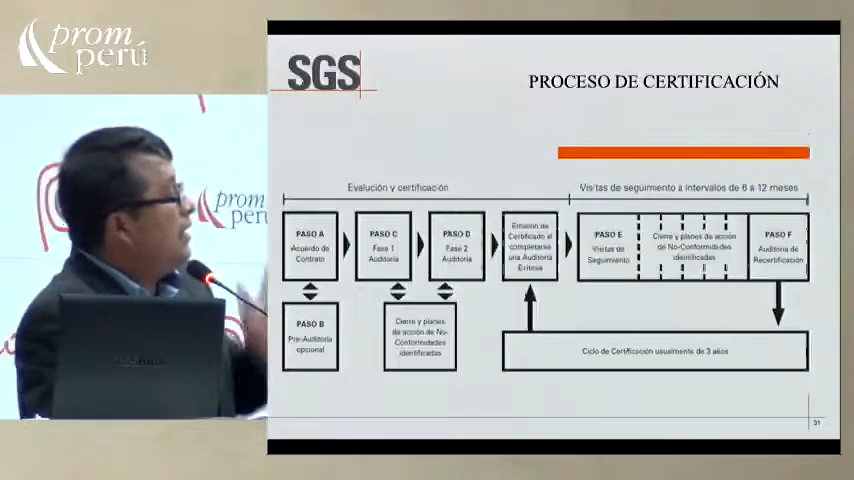 prom
perú
SGS
PROCESO DE CERTIFICACIÓN
Evalución y certificación
Visitas de seguimiento a intervalos de 6 a 12 meses
PASO A
Acuerdo de
Contrato
PASO C
Fase 1
Auditoría
PASO D
Fase 2
Auditoría
Emisión de
Certificado al
completarse
una Auditoría
Exitosa
PASO E
Visitas de
Seguimiento
Cierre y planes de acción
de No-Conformidades
identificadas
PASO F
Auditoría de
Recertificación
PASO B
Pre-Auditoría
opcional
Cierre y planes
de acción de No-
Conformidades
identificadas
Ciclo de Certificación usualmente de 3 años
31
prom
perú